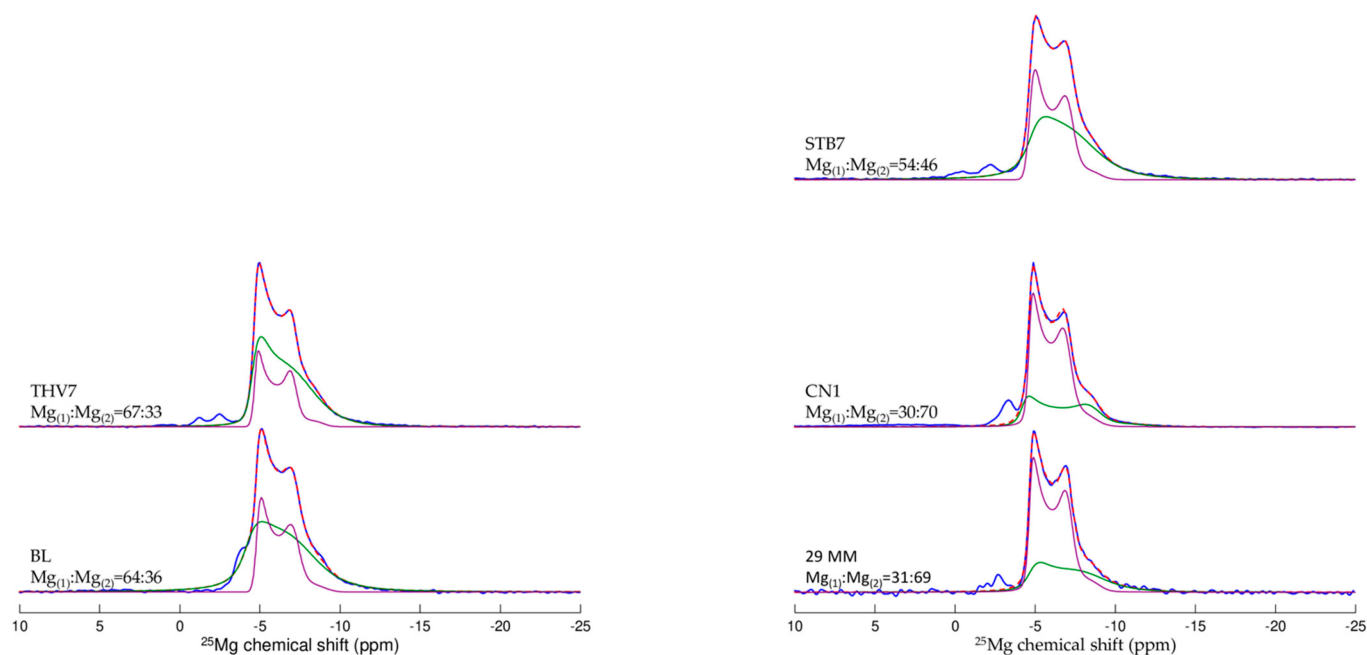 THV7
Mg(1):Mg(2)=67:33
BL
Mg(1):Mg(2)=64:36
10 5 0 -5 -10 -15 -20 -25
²⁵Mg chemical shift (ppm)
STB7
Mg(1):Mg(2)=54:46
CN1
Mg(1):Mg(2)=30:70
29 MM
Mg(1):Mg(2)=31:69
10 5 0 -5 -10 -15 -20 -25
²⁵Mg chemical shift (ppm)